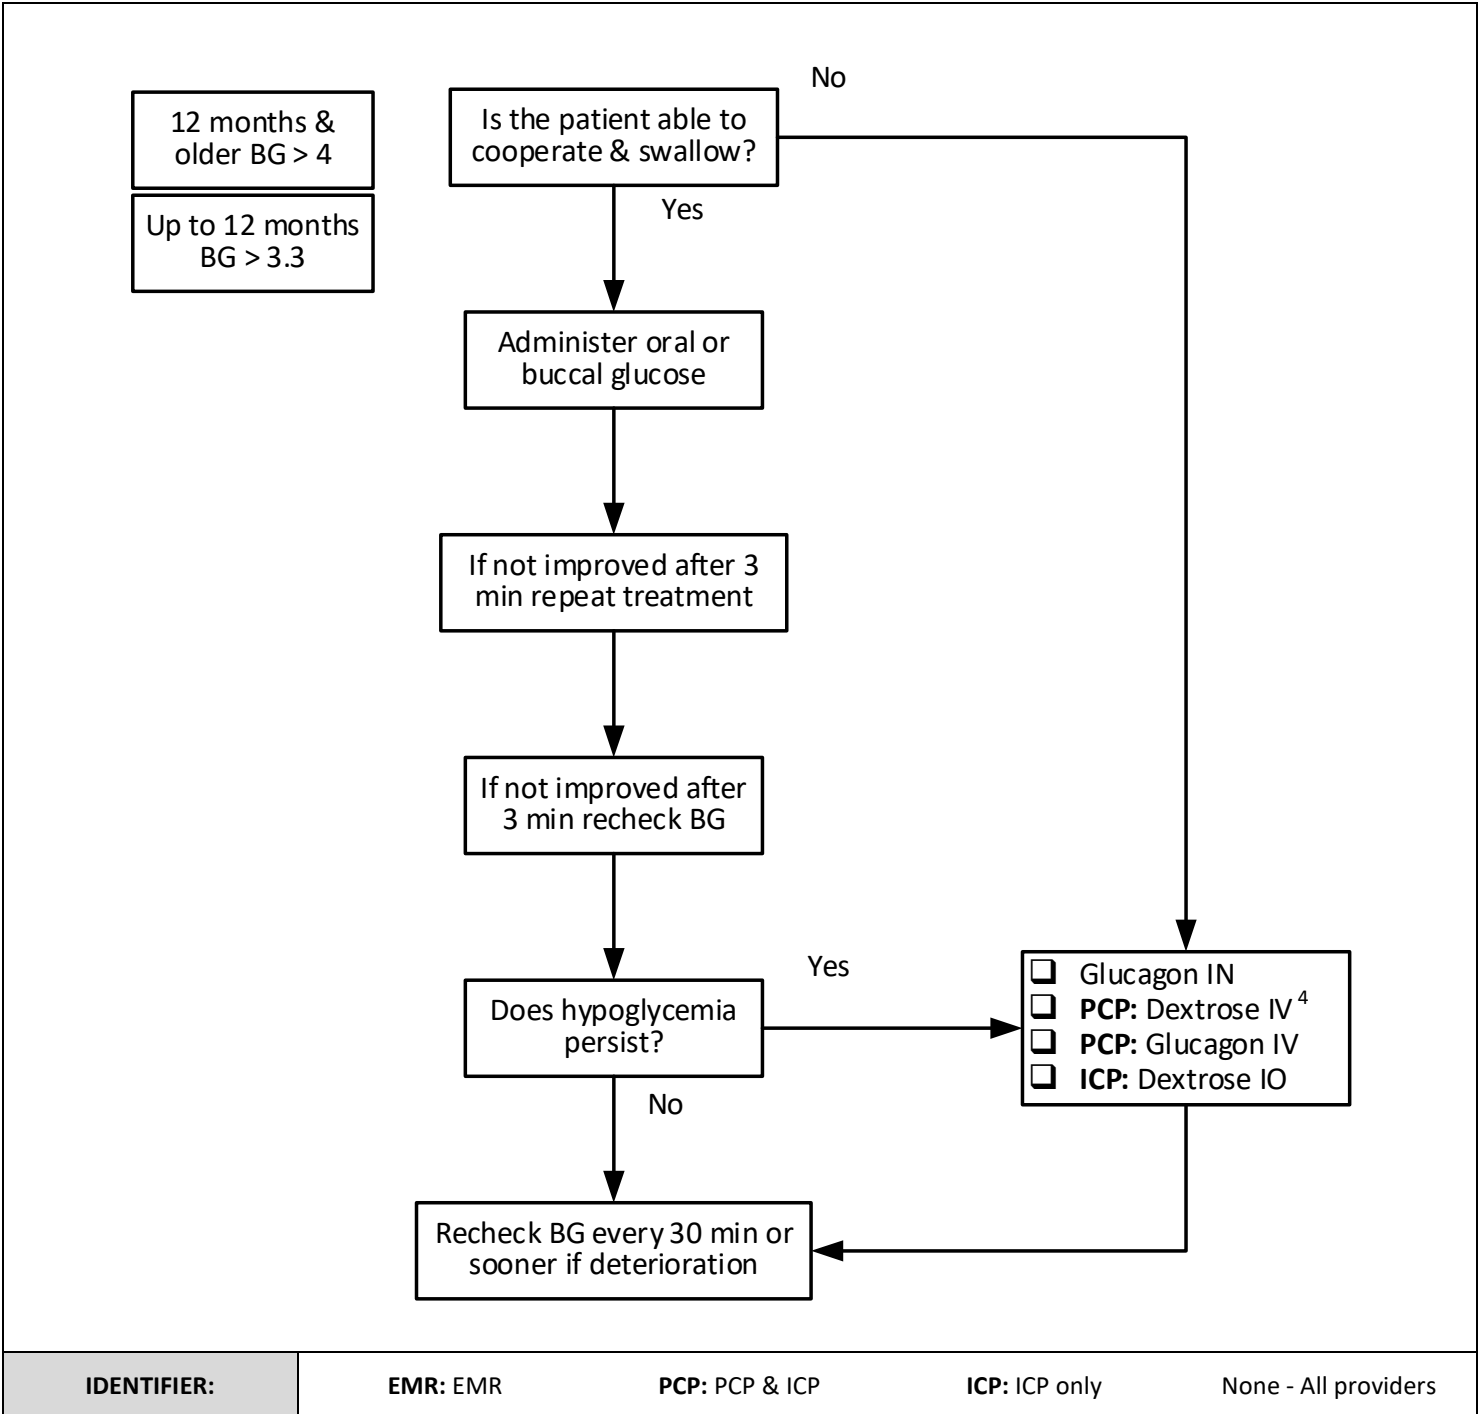 No
12 months &
older BG > 4
Up to 12 months
BG > 3.3
Is the patient able to
cooperate & swallow?
Yes
Administer oral or
buccal glucose
If not improved after 3
min repeat treatment
If not improved after
3 min recheck BG
Does hypoglycemia
persist?
Yes
❑ Glucagon IN
❑ PCP: Dextrose IV 4
❑ PCP: Glucagon IV
❑ ICP: Dextrose IO
No
Recheck BG every 30 min or
sooner if deterioration
IDENTIFIER: EMR: EMR PCP: PCP & ICP ICP: ICP only None - All providers